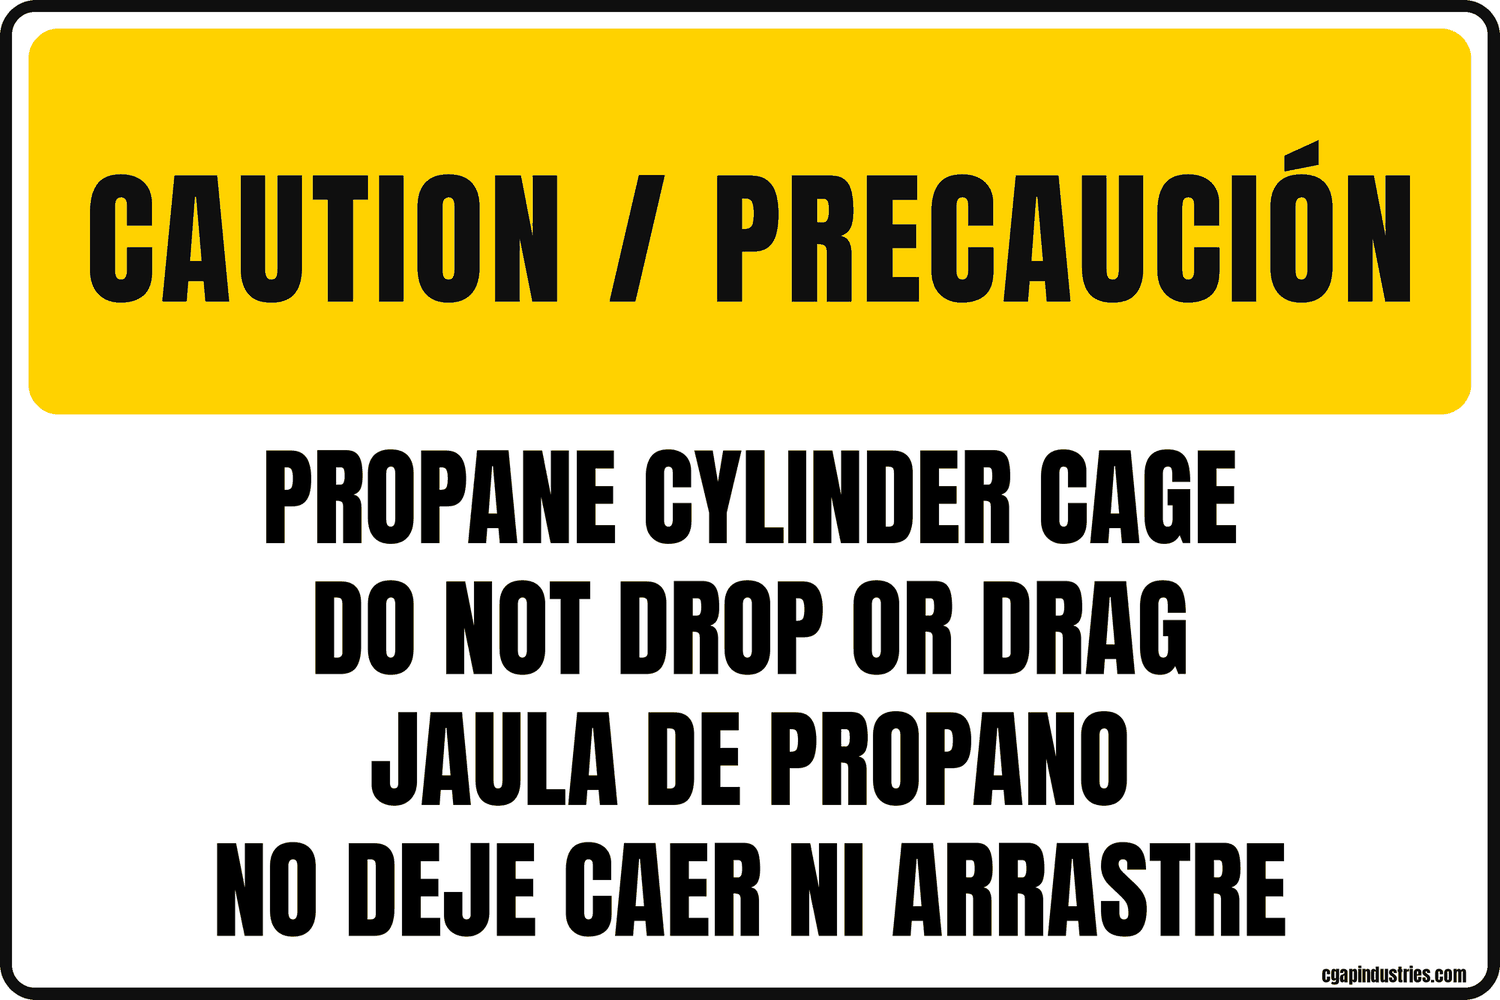 CAUTION / PRECAUCIÓN
PROPANE CYLINDER CAGE
DO NOT DROP OR DRAG
JAULA DE PROPANO
NO DEJE CAER NI ARRASTRE
cgapindustries.com